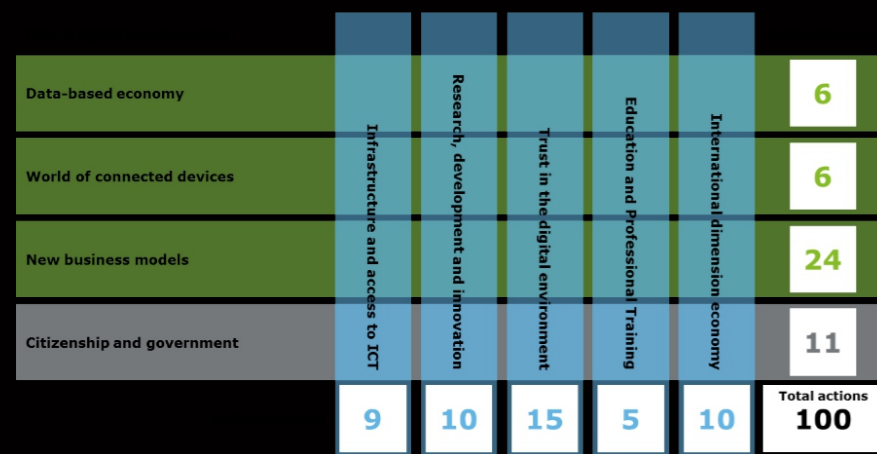 Data-based economy
6
World of connected devices
6
New business models
24
Citizenship and government
11
Infrastructure and access to ICT
Research, development and innovation
Trust in the digital environment
Education and Professional Training
International dimension economy
9
10
15
5
10
Total actions
100